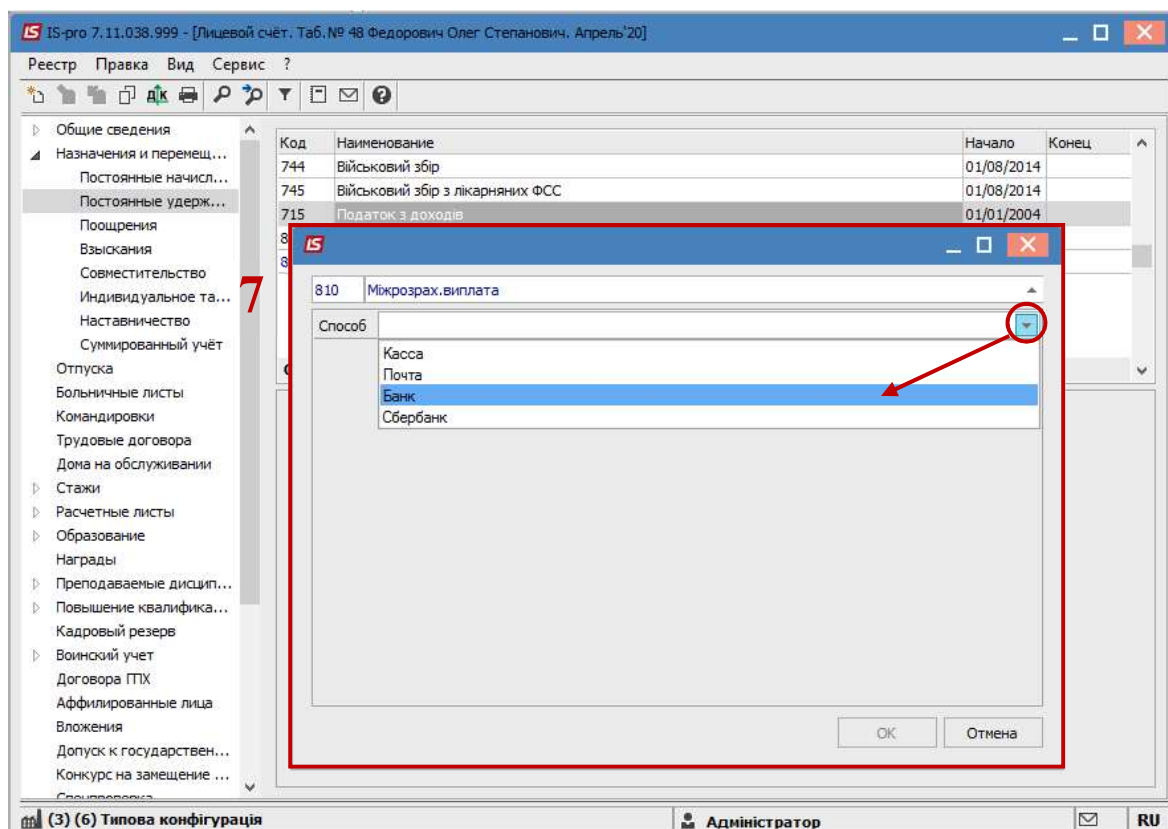 IS-pro 7.11.038.999 - [Лицевой счёт. Таб.№ 48 Федорович Олег Степанович. Апрель'20]
Реестр Правка Вид Сервис ?
Общие сведения
Назначения и перемещ...
Постоянные начисл...
Постоянные удерж...
Поощрения
Взыскания
Совместительство
Индивидуальное та...
Наставничество
Суммированный учёт
Отпуска
Больничные листы
Командировки
Трудовые договора
Дома на обслуживании
Стажи
Расчетные листы
Образование
Награды
Преподаваемые дисцип...
Повышение квалифика...
Кадровый резерв
Воинский учет
Договора ГПХ
Аффилированные лица
Вложения
Допуск к государствен...
Конкурс на замещение ...
Спецпроверка
Код Наименование Начало Конец
744 Військовий збір 01/08/2014
745 Військовий збір з лікарняних ФСС 01/08/2014
715 Податок з доходів 01/01/2004
8
8
7
IS
810 Міжрозрах.виплата
Способ
Касса
Почта
Банк
Сбербанк
OK Отмена
(3) (6) Типова конфігурація Адміністратор RU